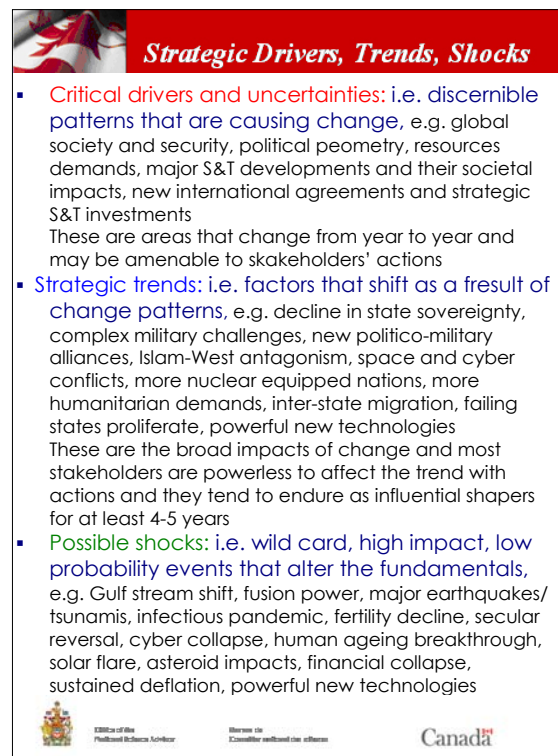 Strategic Drivers, Trends, Shocks
▪ Critical drivers and uncertainties: i.e. discernible
patterns that are causing change, e.g. global
society and security, political peometry, resources
demands, major S&T developments and their societal
impacts, new international agreements and strategic
S&T investments
These are areas that change from year to year and
may be amenable to skakeholders' actions
▪ Strategic trends: i.e. factors that shift as a fresult of
change patterns, e.g. decline in state sovereignty,
complex military challenges, new politico-military
alliances, Islam-West antagonism, space and cyber
conflicts, more nuclear equipped nations, more
humanitarian demands, inter-state migration, failing
states proliferate, powerful new technologies
These are the broad impacts of change and most
stakeholders are powerless to affect the trend with
actions and they tend to endure as influential shapers
for at least 4-5 years
▪ Possible shocks: i.e. wild card, high impact, low
probability events that alter the fundamentals,
e.g. Gulf stream shift, fusion power, major earthquakes/
tsunamis, infectious pandemic, fertility decline, secular
reversal, cyber collapse, human ageing breakthrough,
solar flare, asteroid impacts, financial collapse,
sustained deflation, powerful new technologies
Canada